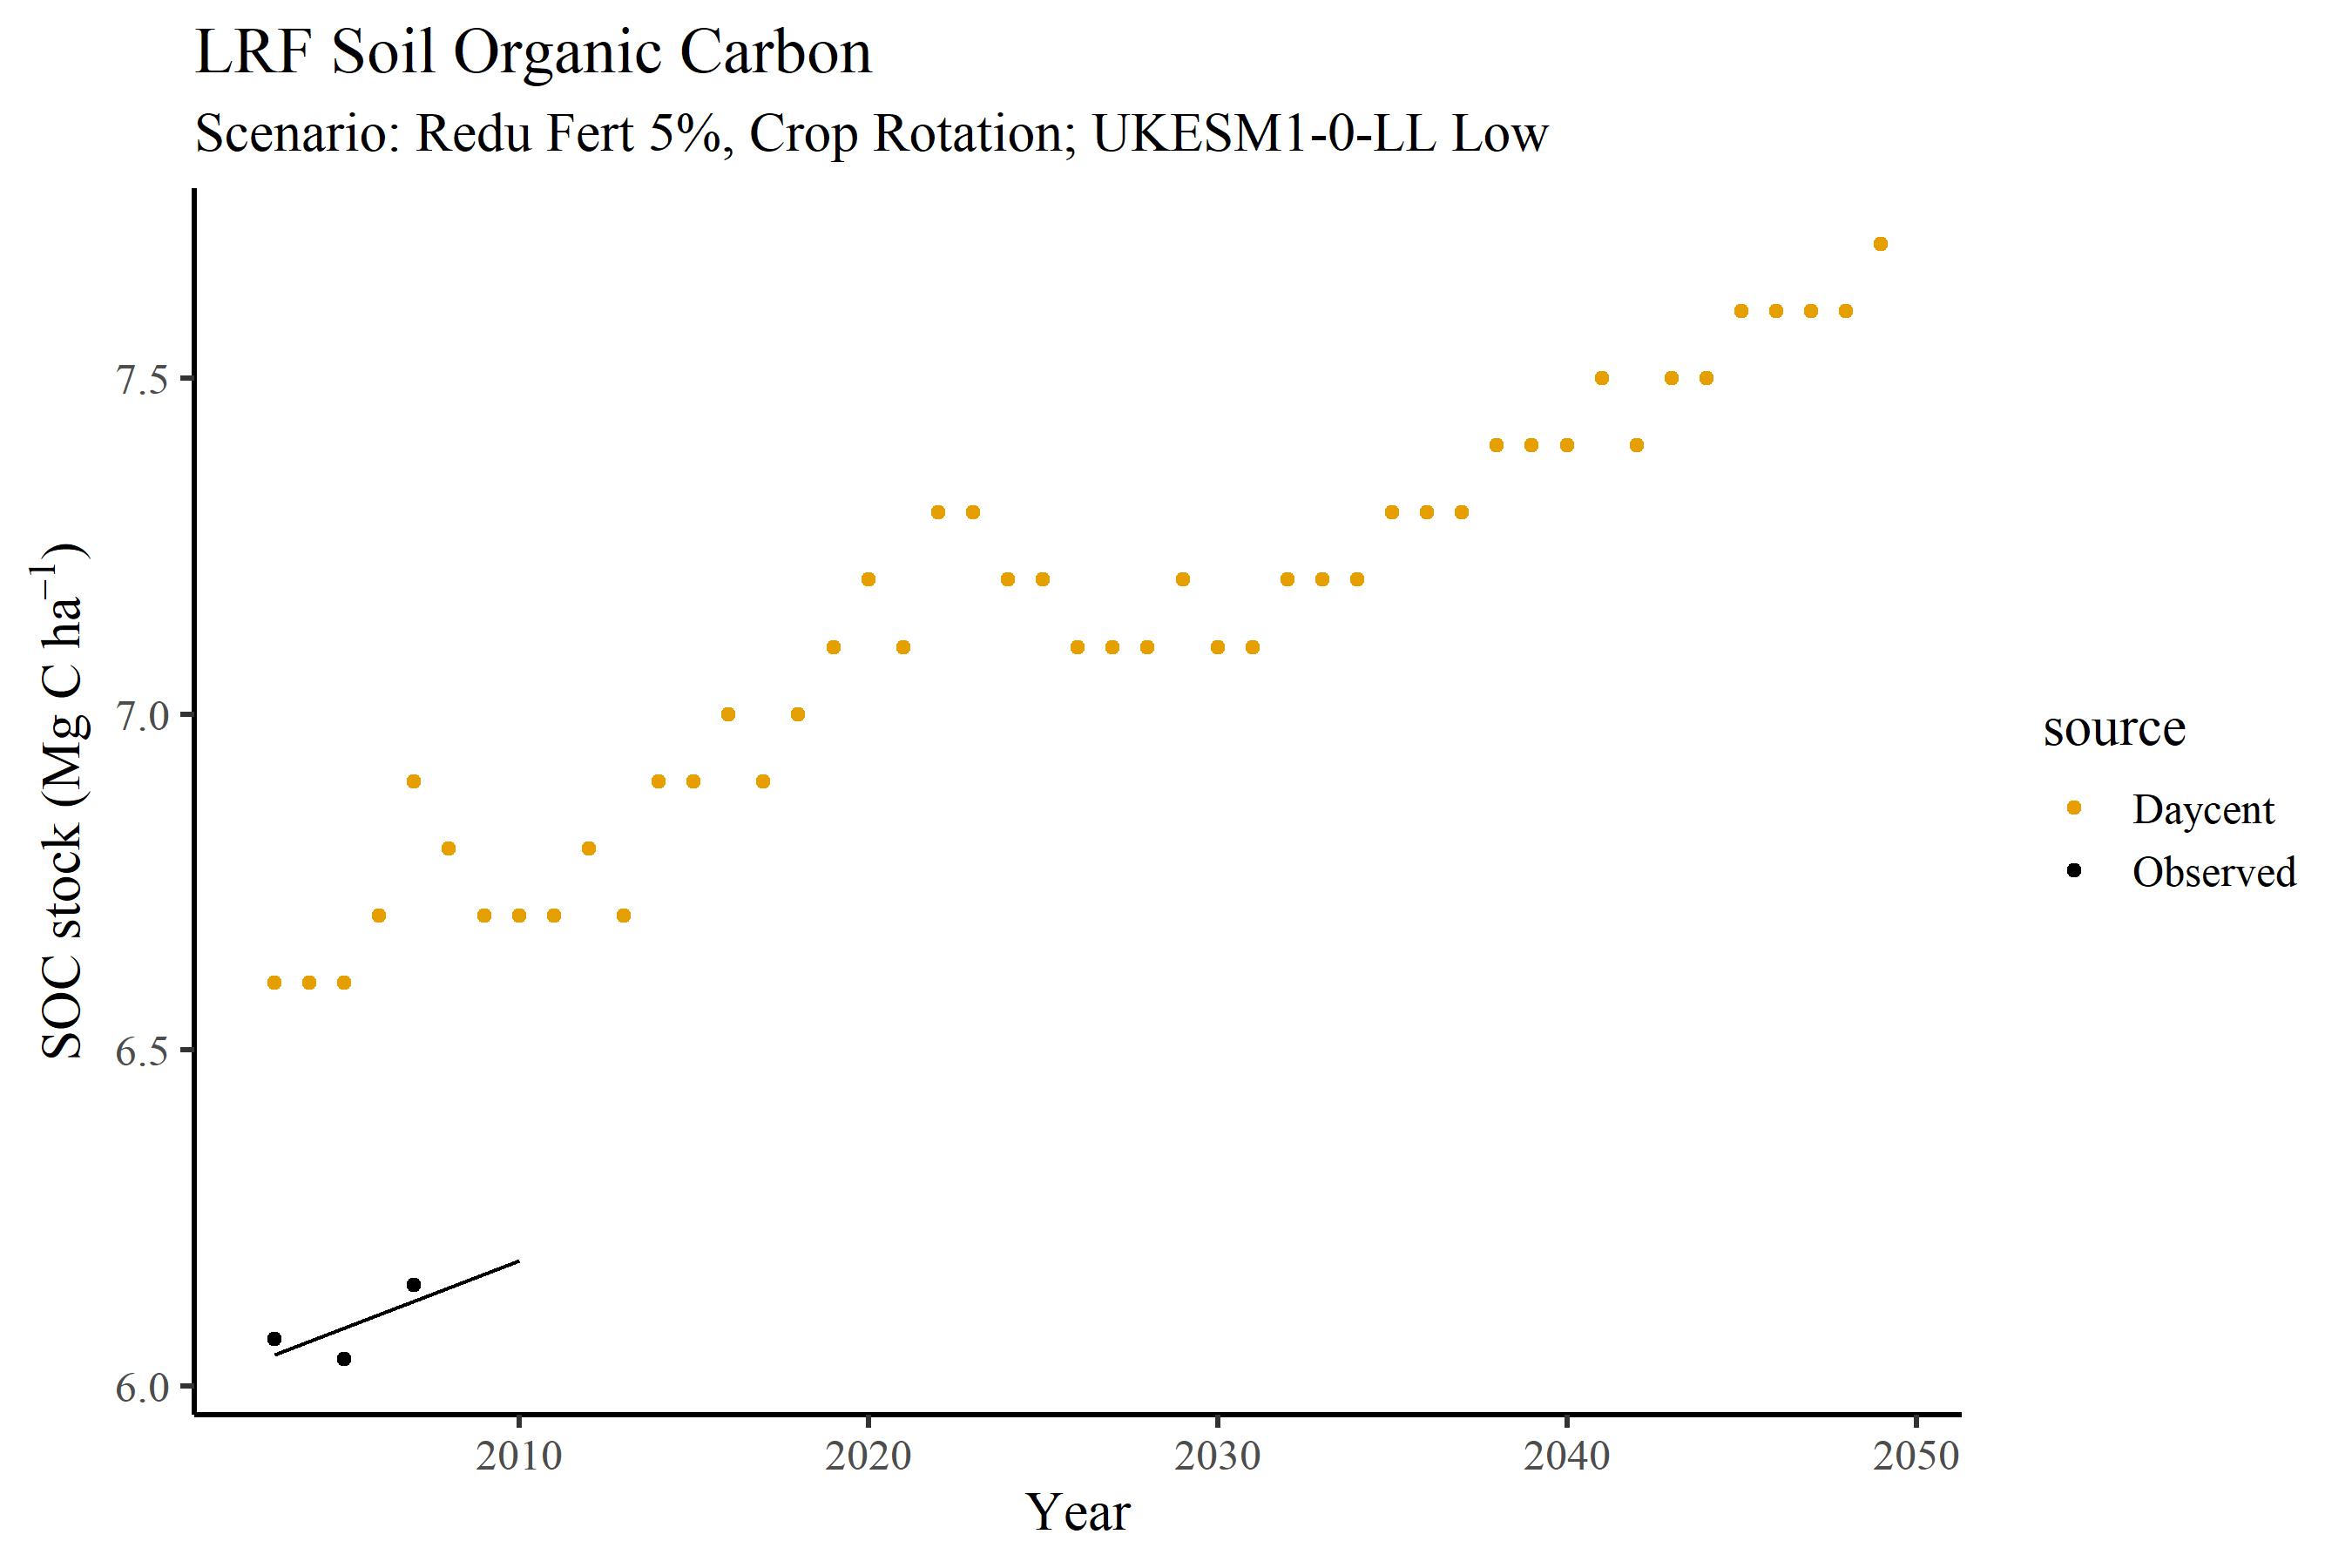 LRF Soil Organic Carbon
Scenario: Redu Fert 5%, Crop Rotation; UKESM1-0-LL Low
SOC stock (Mg C ha⁻¹)
7.5
7.0
6.5
6.0
2010 2020 2030 2040 2050
Year
source
Daycent
Observed